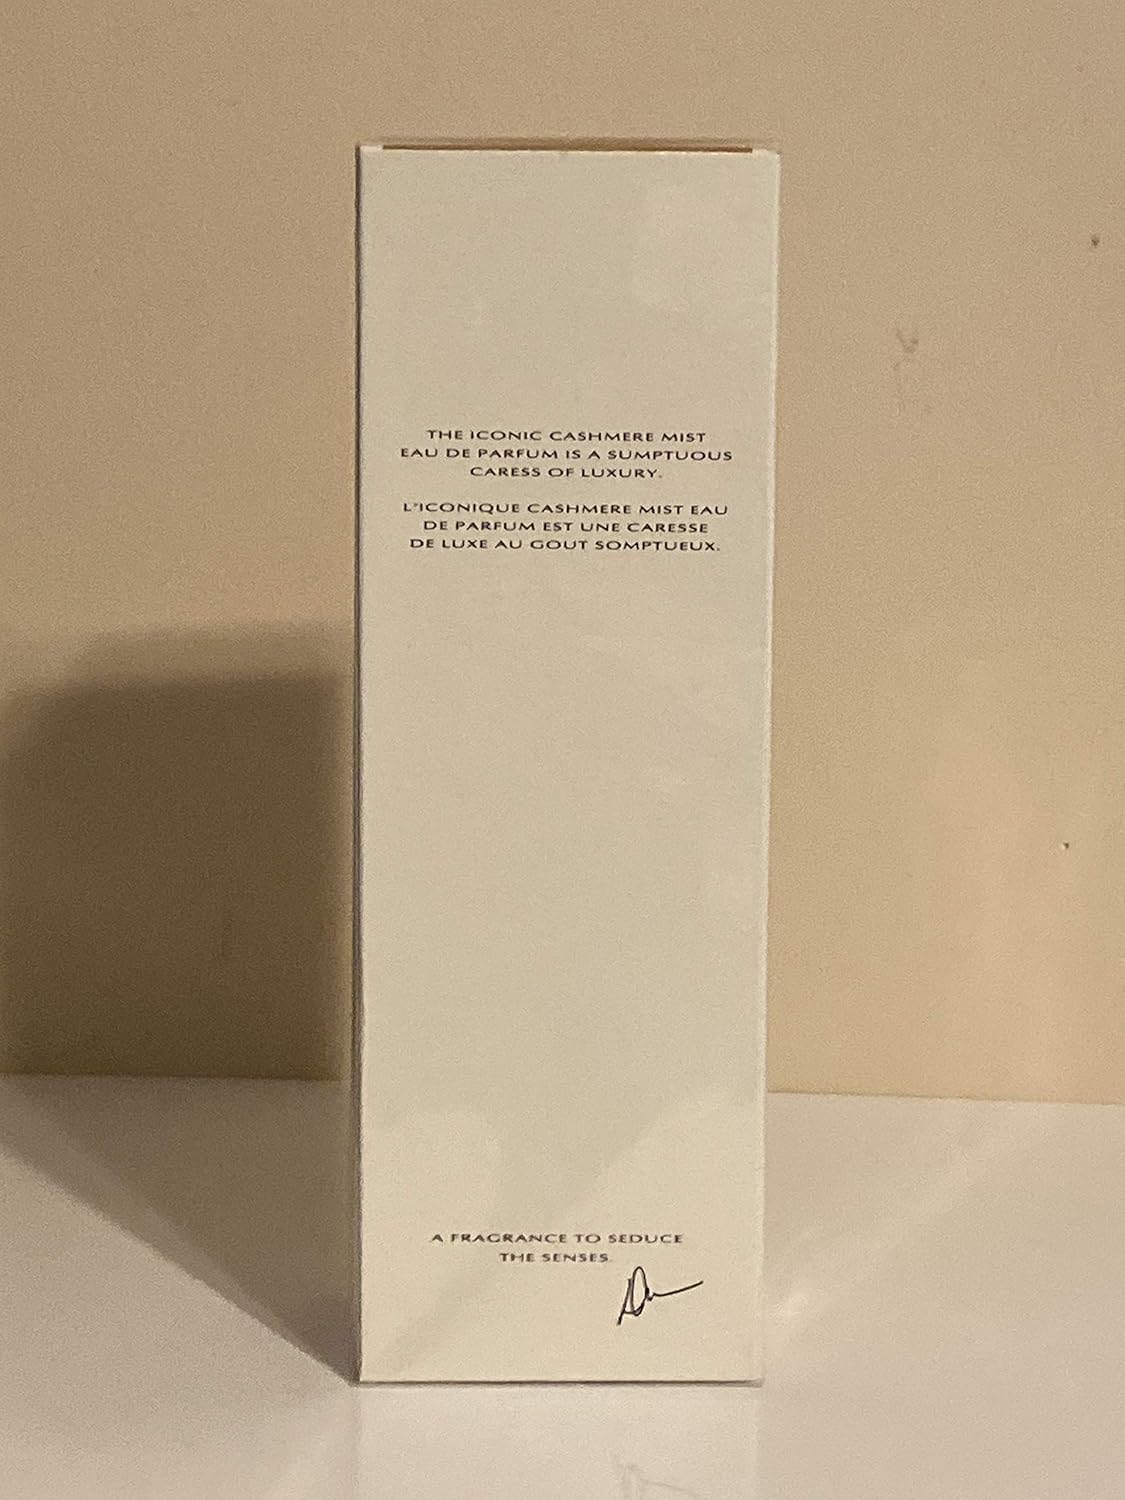 THE ICONIC CASHMERE MIST
EAU DE PARFUM IS A SUMPTUOUS
CARESS OF LUXURY.
L'ICONIQUE CASHMERE MIST EAU
DE PARFUM EST UNE CARESSE
DE LUXE AU GOUT SOMPTUEUX.
A FRAGRANCE TO SEDUCE
THE SENSES.